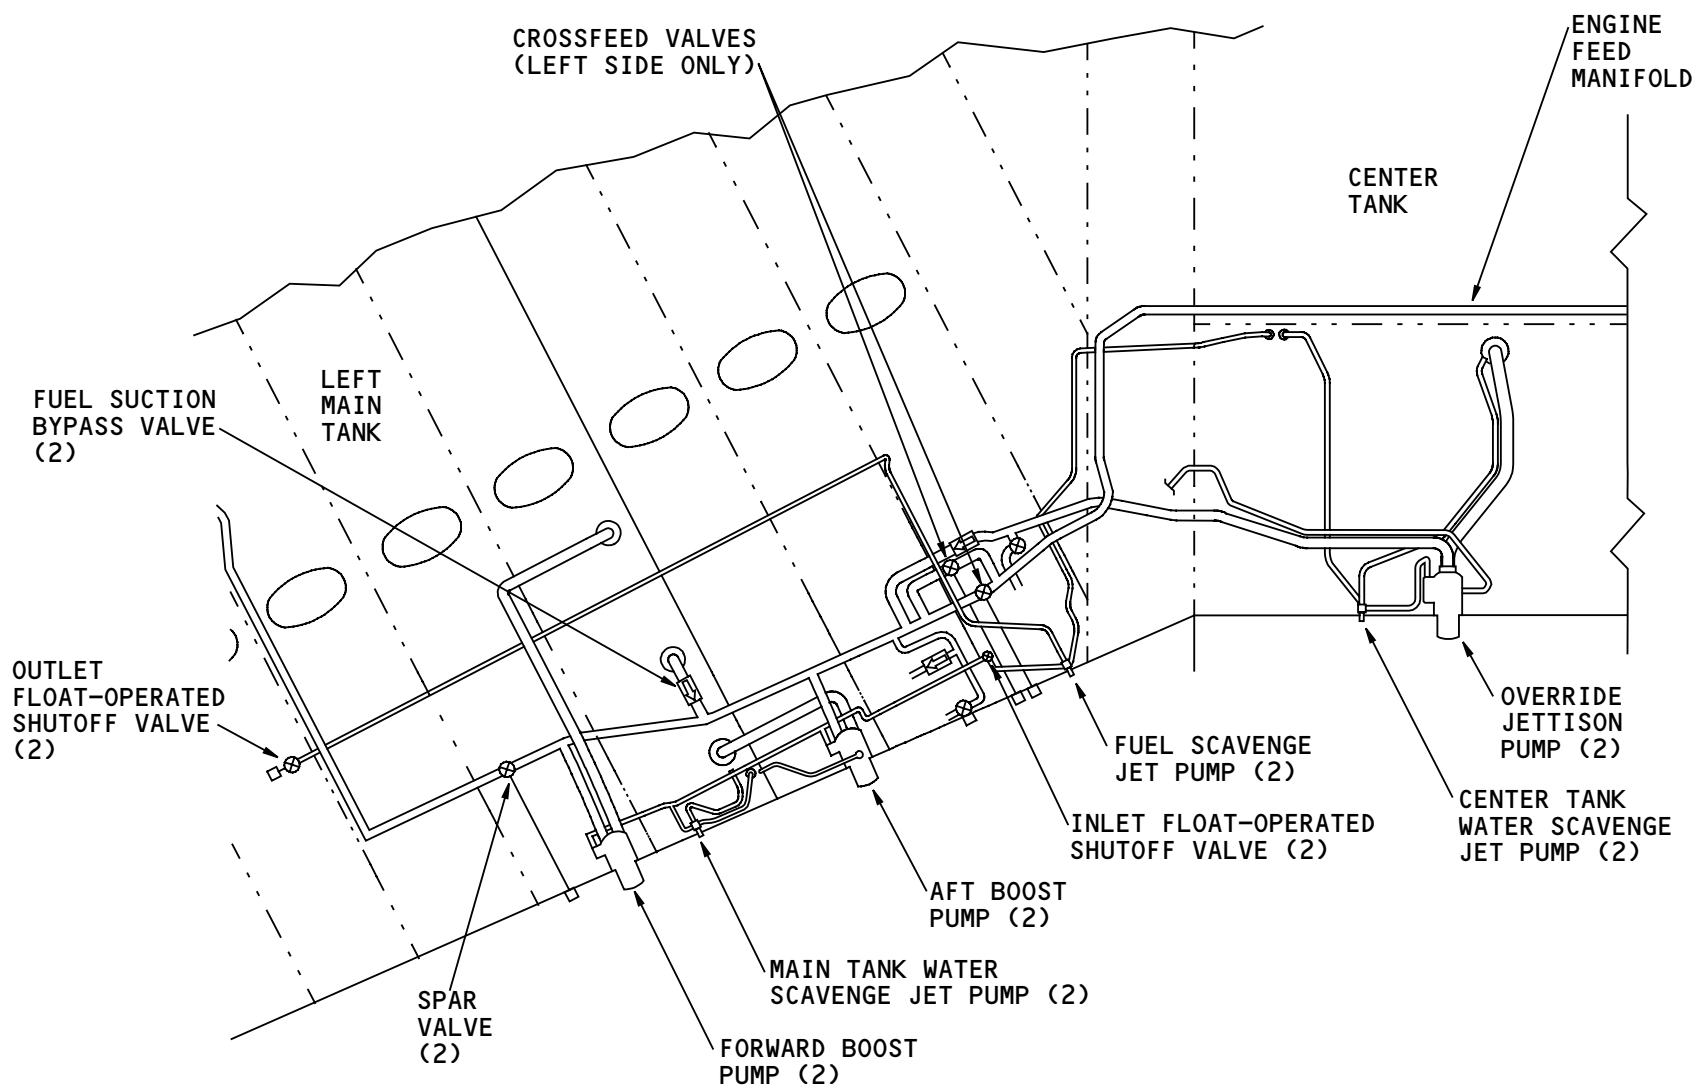 CROSSFEED VALVES
(LEFT SIDE ONLY)
ENGINE
FEED
MANIFOLD
CENTER
TANK
LEFT
MAIN
TANK
FUEL SUCTION
BYPASS VALVE
(2)
OUTLET
FLOAT-OPERATED
SHUTOFF VALVE
(2)
OVERRIDE
JETTISON
PUMP (2)
FUEL SCAVENGE
JET PUMP (2)
CENTER TANK
WATER SCAVENGE
JET PUMP (2)
INLET FLOAT-OPERATED
SHUTOFF VALVE (2)
AFT BOOST
PUMP (2)
MAIN TANK WATER
SCAVENGE JET PUMP (2)
SPAR
VALVE
(2)
FORWARD BOOST
PUMP (2)